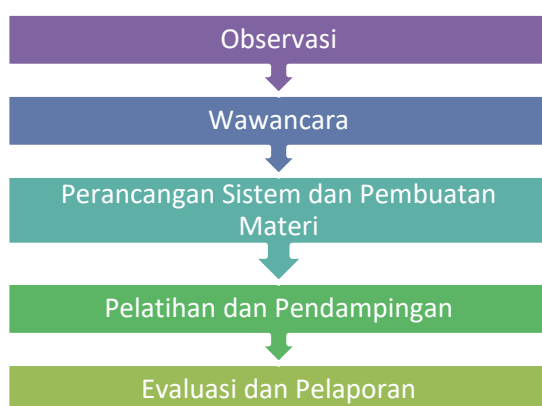 Observasi
Wawancara
Perancangan Sistem dan Pembuatan
Materi
Pelatihan dan Pendampingan
Evaluasi dan Pelaporan